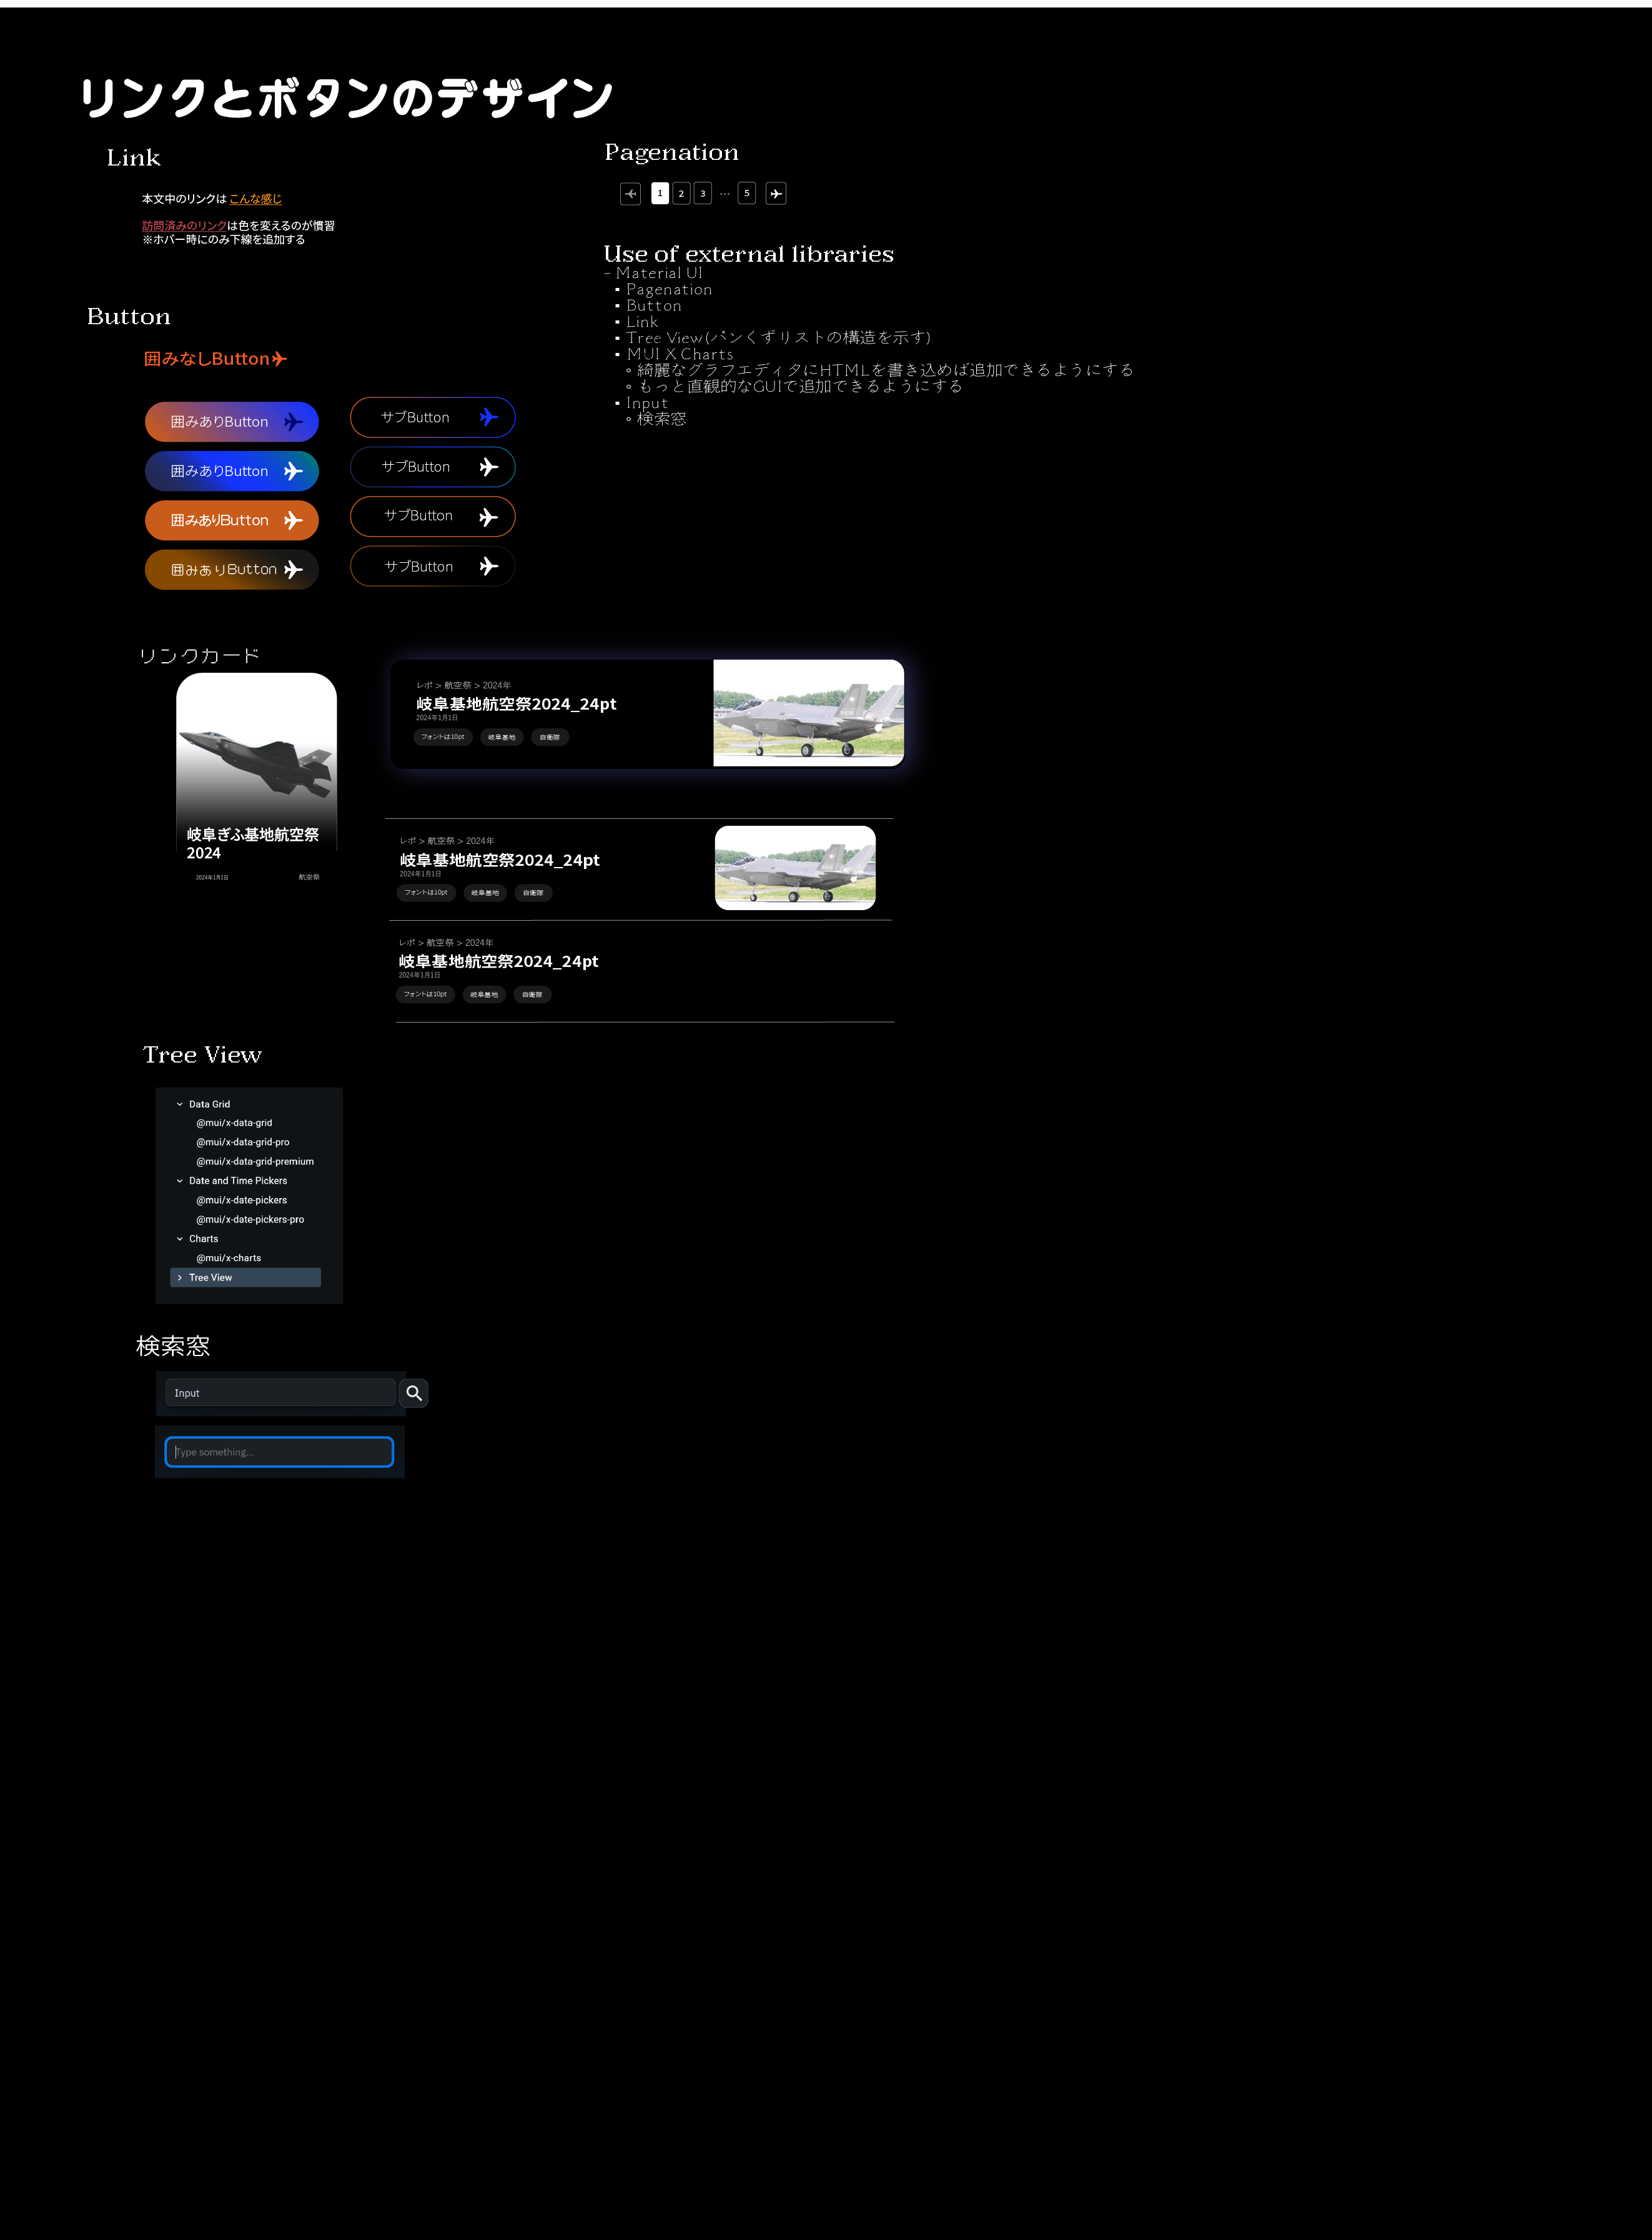 リンクとボタンのデザイン
Link
本文中のリンクは こんな感じ
訪問済みのリンクは色を変えるのが慣習
※ホバー時にのみ下線を追加する
Pagenation
1 2 3 … 5
Use of external libraries
- Material UI
▪ Pagenation
▪ Button
▪ Link
▪ Tree View(パンくずリストの構造を示す)
▪ MUI X Charts
◦ 綺麗なグラフエディタにHTMLを書き込めば追加できるようにする
◦ もっと直観的なGUIで追加できるようにする
▪ Input
◦ 検索窓
Button
囲みなしButton
囲みありButton
サブButton
囲みありButton
サブButton
囲みありButton
サブButton
囲みありButton
サブButton
リンクカード
岐阜ぎふ基地航空祭
2024
2024年1月1日
航空祭
レポ > 航空祭 > 2024年
岐阜基地航空祭2024_24pt
2024年1月1日
フォントは10pt 岐阜基地 自衛隊
レポ > 航空祭 > 2024年
岐阜基地航空祭2024_24pt
2024年1月1日
フォントは10pt 岐阜基地 自衛隊
レポ > 航空祭 > 2024年
岐阜基地航空祭2024_24pt
2024年1月1日
フォントは10pt 岐阜基地 自衛隊
Tree View
Data Grid
@mui/x-data-grid
@mui/x-data-grid-pro
@mui/x-data-grid-premium
Date and Time Pickers
@mui/x-date-pickers
@mui/x-date-pickers-pro
Charts
@mui/x-charts
Tree View
検索窓
Input
Type something…